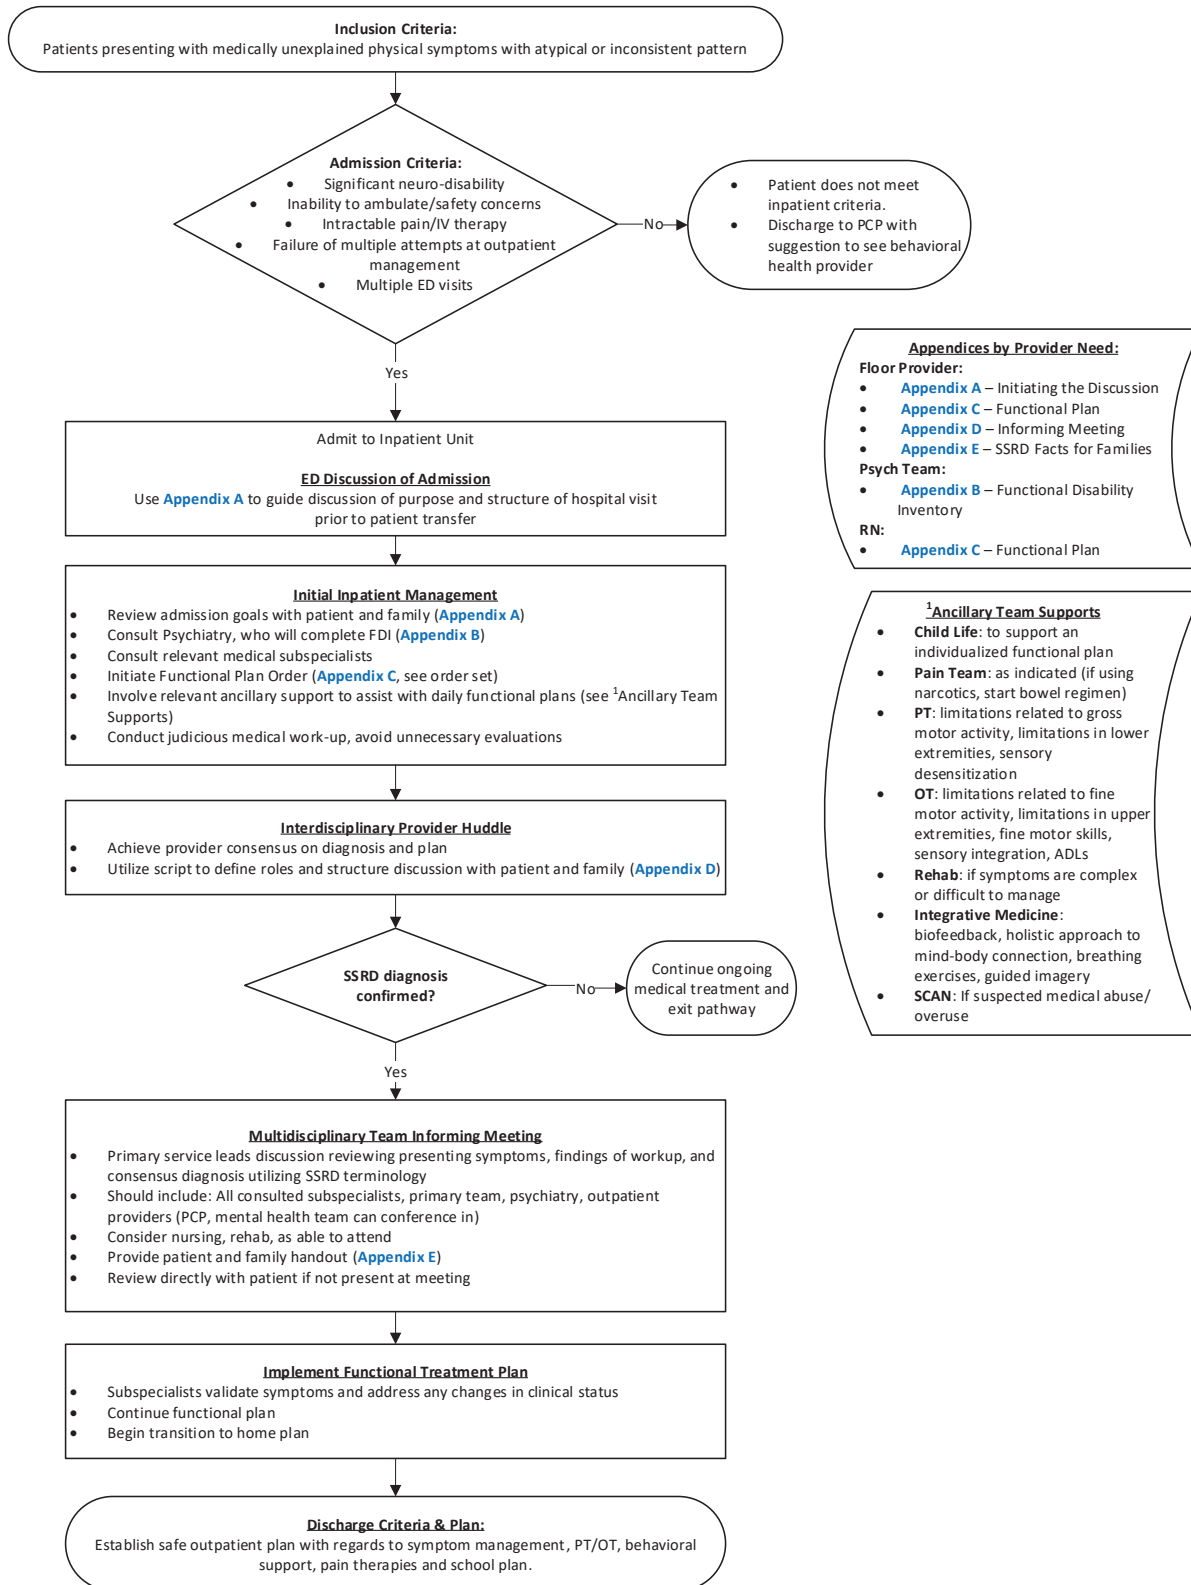 Inclusion Criteria:
Patients presenting with medically unexplained physical symptoms with atypical or inconsistent pattern
Admission Criteria:
• Significant neuro-disability
• Inability to ambulate/safety concerns
• Intractable pain/IV therapy
• Failure of multiple attempts at outpatient
management
• Multiple ED visits
No
• Patient does not meet
inpatient criteria.
• Discharge to PCP with
suggestion to see behavioral
health provider
Yes
Admit to Inpatient Unit
ED Discussion of Admission
Use Appendix A to guide discussion of purpose and structure of hospital visit
prior to patient transfer
Initial Inpatient Management
• Review admission goals with patient and family (Appendix A)
• Consult Psychiatry, who will complete FDI (Appendix B)
• Consult relevant medical subspecialists
• Initiate Functional Plan Order (Appendix C, see order set)
• Involve relevant ancillary support to assist with daily functional plans (see ¹Ancillary Team
Supports)
• Conduct judicious medical work-up, avoid unnecessary evaluations
Interdisciplinary Provider Huddle
• Achieve provider consensus on diagnosis and plan
• Utilize script to define roles and structure discussion with patient and family (Appendix D)
SSRD diagnosis
confirmed?
No
Continue ongoing
medical treatment and
exit pathway
Yes
Multidisciplinary Team Informing Meeting
• Primary service leads discussion reviewing presenting symptoms, findings of workup, and
consensus diagnosis utilizing SSRD terminology
• Should include: All consulted subspecialists, primary team, psychiatry, outpatient
providers (PCP, mental health team can conference in)
• Consider nursing, rehab, as able to attend
• Provide patient and family handout (Appendix E)
• Review directly with patient if not present at meeting
Implement Functional Treatment Plan
• Subspecialists validate symptoms and address any changes in clinical status
• Continue functional plan
• Begin transition to home plan
Discharge Criteria & Plan:
Establish safe outpatient plan with regards to symptom management, PT/OT, behavioral
support, pain therapies and school plan.
Appendices by Provider Need:
Floor Provider:
• Appendix A – Initiating the Discussion
• Appendix C – Functional Plan
• Appendix D – Informing Meeting
• Appendix E – SSRD Facts for Families
Psych Team:
• Appendix B – Functional Disability
Inventory
RN:
• Appendix C – Functional Plan
¹Ancillary Team Supports
• Child Life: to support an
individualized functional plan
• Pain Team: as indicated (if using
narcotics, start bowel regimen)
• PT: limitations related to gross
motor activity, limitations in lower
extremities, sensory
desensitization
• OT: limitations related to fine
motor activity, limitations in upper
extremities, fine motor skills,
sensory integration, ADLs
• Rehab: if symptoms are complex
or difficult to manage
• Integrative Medicine:
biofeedback, holistic approach to
mind-body connection, breathing
exercises, guided imagery
• SCAN: If suspected medical abuse/
overuse